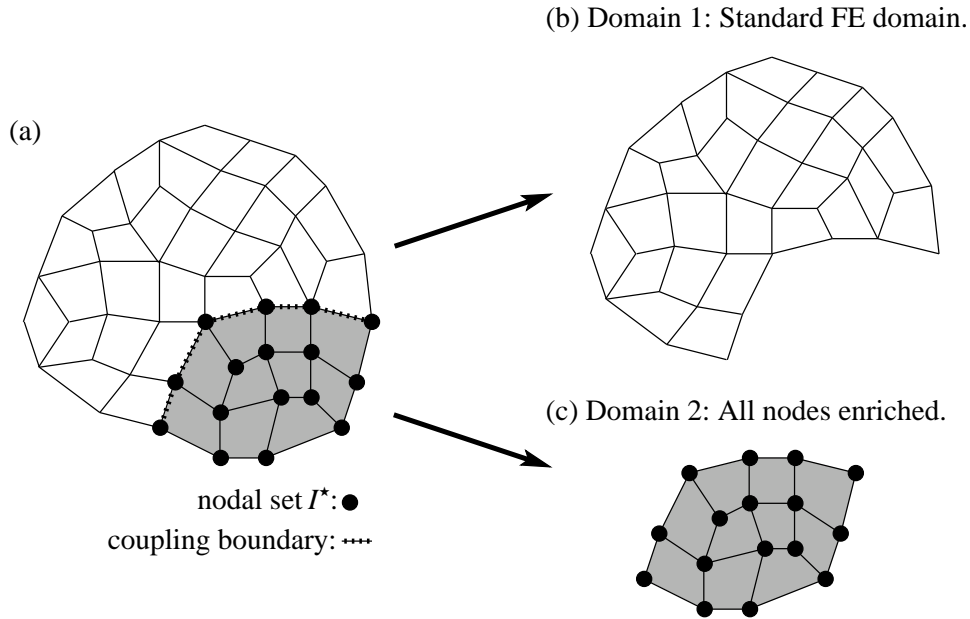 (b) Domain 1: Standard FE domain.
(a)
(c) Domain 2: All nodes enriched.
nodal set I★:
coupling boundary: